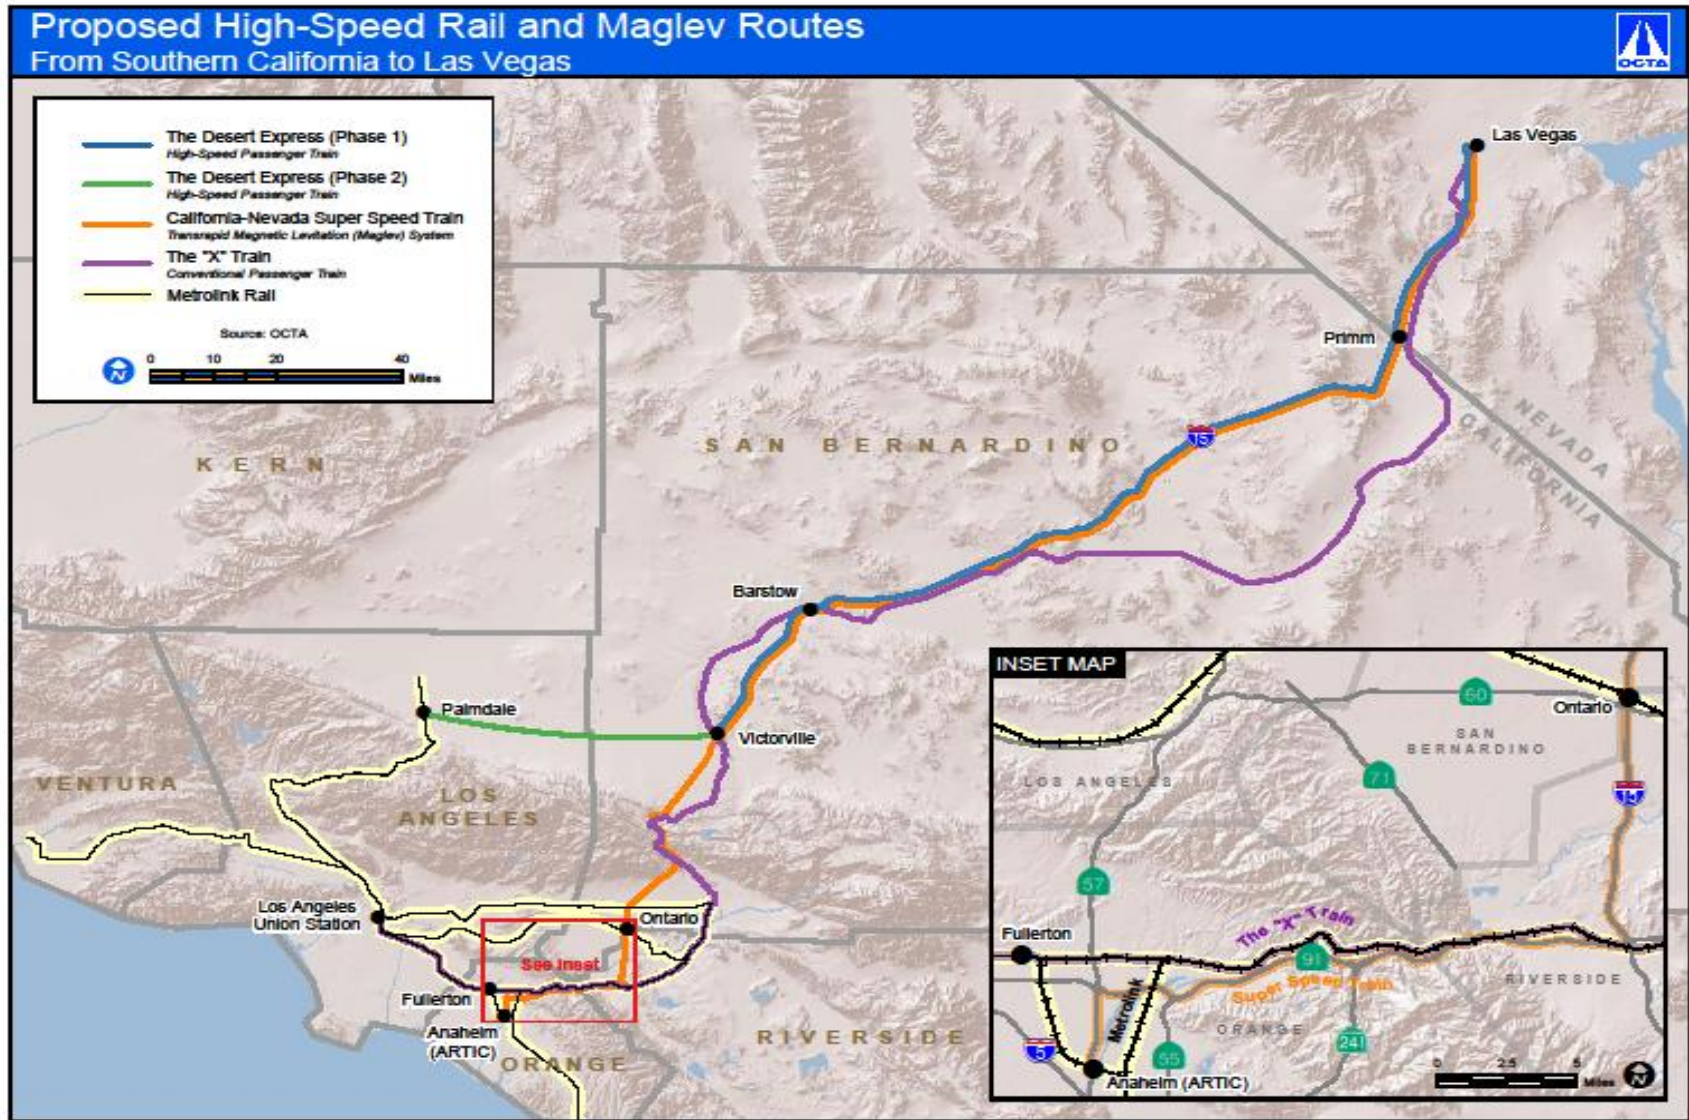 Proposed High-Speed Rail and Maglev Routes
From Southern California to Las Vegas
OCTA
The Desert Express (Phase 1)
High-Speed Passenger Train
The Desert Express (Phase 2)
High-Speed Passenger Train
California-Nevada Super Speed Train
Transrapid Magnetic Levitation (Maglev) System
The "X" Train
Conventional Passenger Train
Metrolink Rail
Source: OCTA
N
0 10 20 40
Miles
Las Vegas
Primm
NEVADA
CALIFORNIA
15
SAN BERNARDINO
KERN
Barstow
Palmdale
Victorville
VENTURA
LOS
ANGELES
Los Angeles
Union Station
Ontario
See Inset
Fullerton
Anaheim
(ARTIC)
ORANGE
RIVERSIDE
INSET MAP
60
Ontario
SAN
BERNARDINO
LOS ANGELES
71
15
57
The "X" Train
Fullerton
91
RIVERSIDE
Super Speed Train
Metrolink
ORANGE
241
5
55
Anaheim (ARTIC)
0 2.5 5
Miles
N